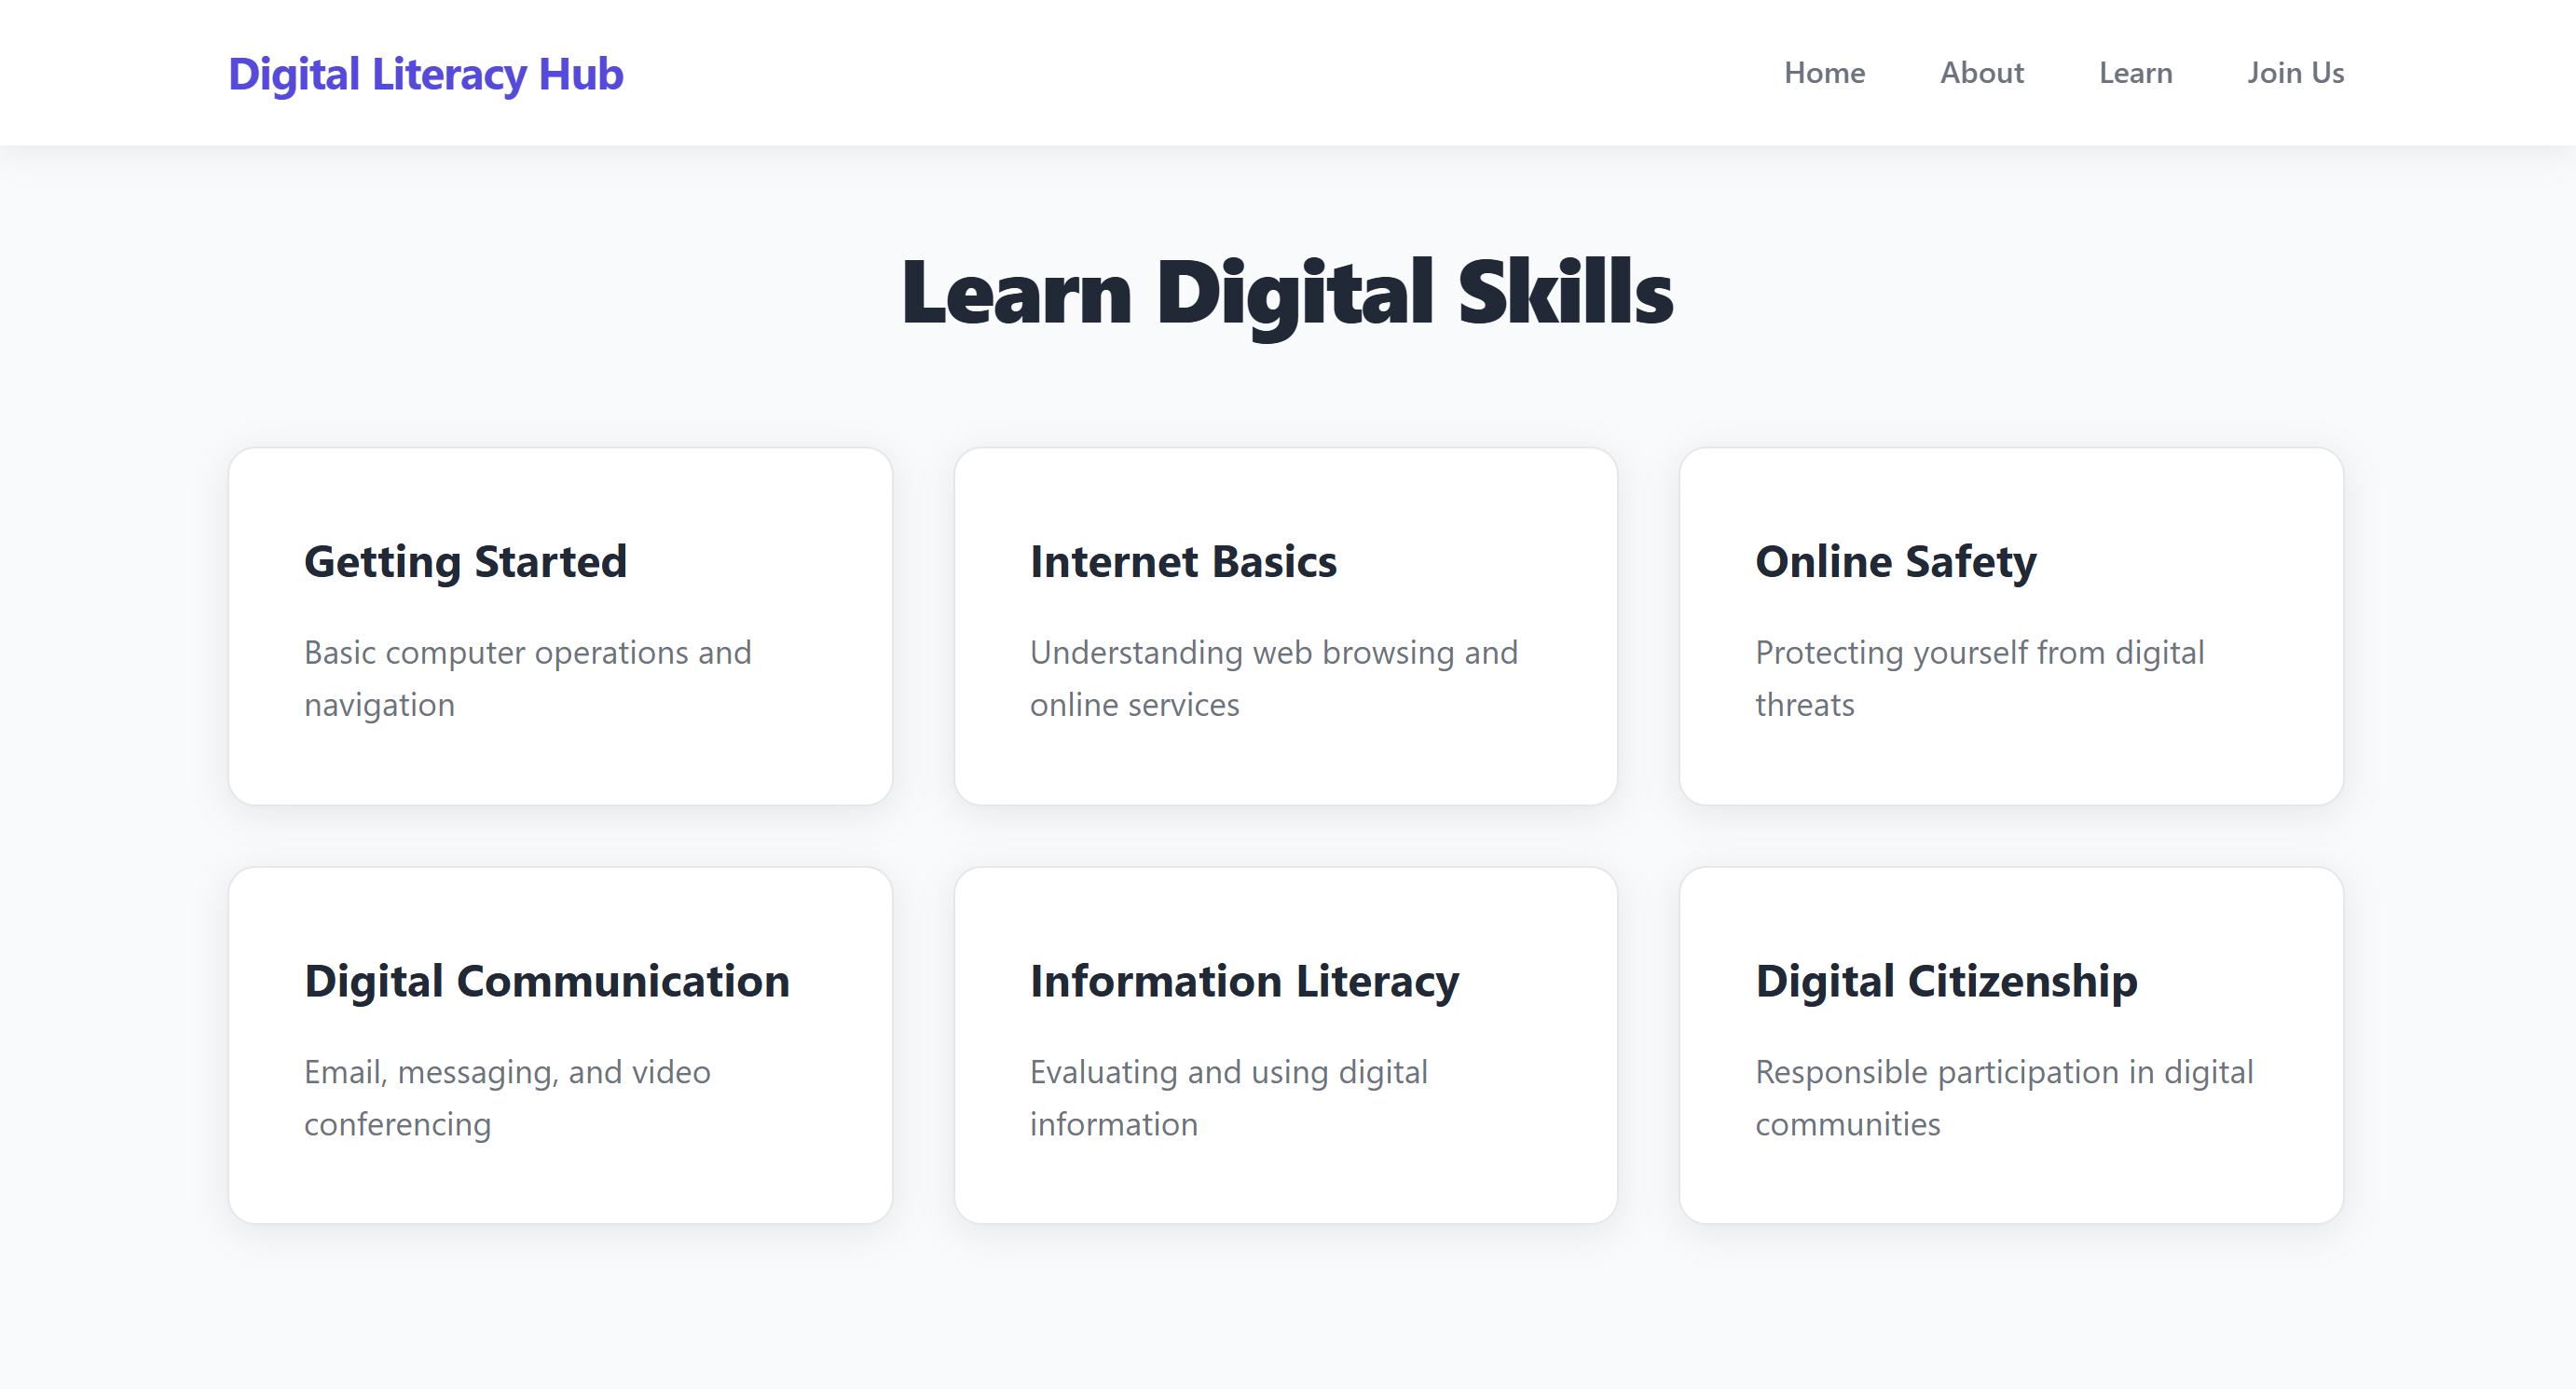 Digital Literacy Hub
Home
About
Learn
Join Us
Learn Digital Skills
Getting Started
Basic computer operations and
navigation
Internet Basics
Understanding web browsing and
online services
Online Safety
Protecting yourself from digital
threats
Digital Communication
Email, messaging, and video
conferencing
Information Literacy
Evaluating and using digital
information
Digital Citizenship
Responsible participation in digital
communities